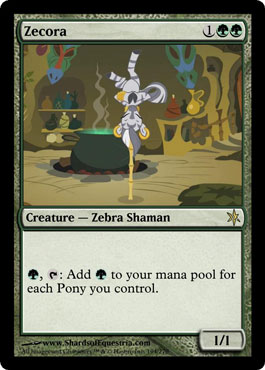 Zecora 1
Creature — Zebra Shaman
, : Add to your mana pool for
each Pony you control.
www.ShardsofEquestria.com
1/1